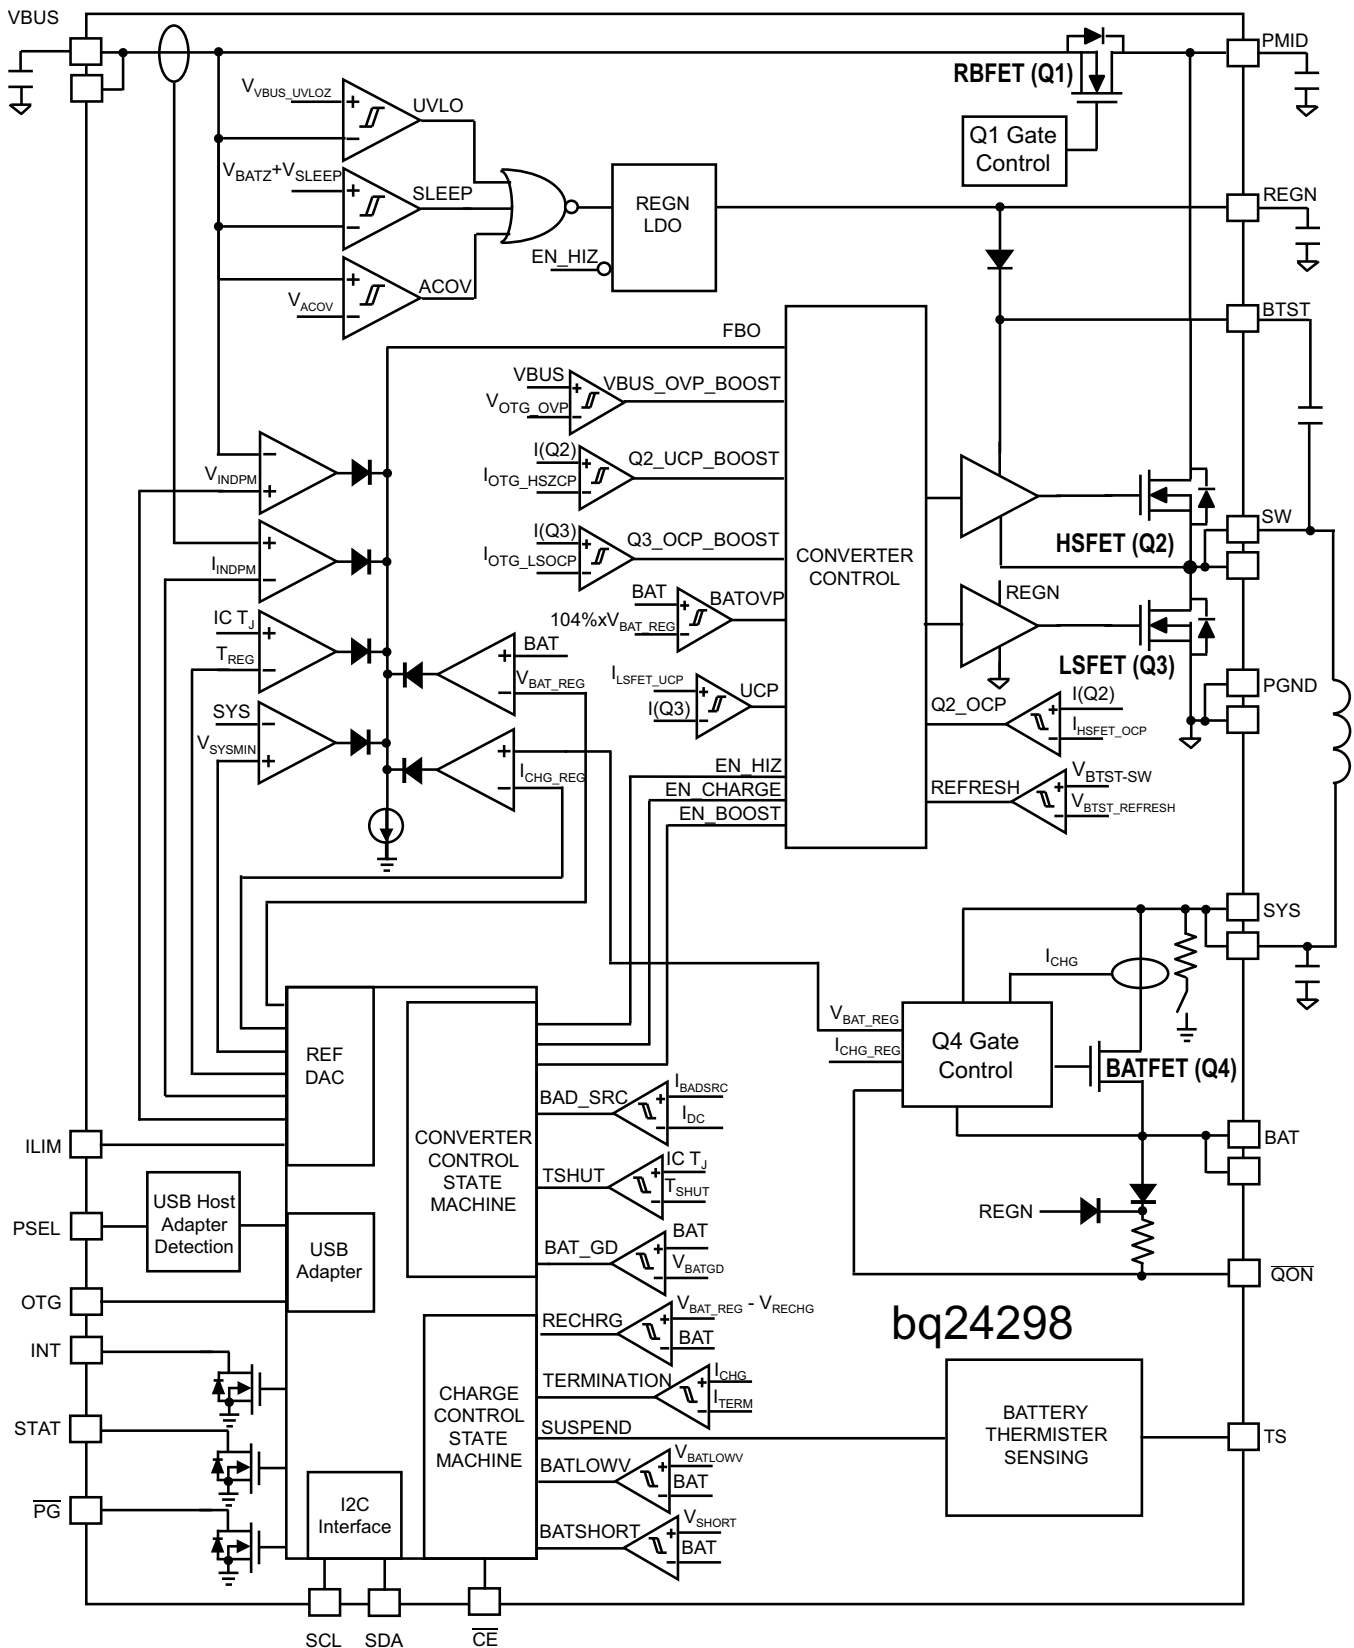 VBUS
PMID
RBFET (Q1)
Q1 Gate
Control
VVBUS_UVLOZ
UVLO
VBATZ+VSLEEP
SLEEP
VACOV
ACOV
EN_HIZ
REGN
LDO
REGN
BTST
FBO
VBUS
VOTG_OVP
VBUS_OVP_BOOST
I(Q2)
IOTG_HSZCP
Q2_UCP_BOOST
I(Q3)
IOTG_LSOCP
Q3_OCP_BOOST
BAT
104%xVBAT_REG
BATOVP
ILSFET_UCP
I(Q3)
UCP
EN_HIZ
EN_CHARGE
EN_BOOST
CONVERTER
CONTROL
VINDPM
IINDPM
IC TJ
TREG
SYS
VSYSMIN
BAT
VBAT_REG
ICHG_REG
HSFET (Q2)
SW
REGN
LSFET (Q3)
PGND
Q2_OCP
I(Q2)
IHSFET_OCP
REFRESH
VBTST-SW
VBTST_REFRESH
SYS
ICHG
VBAT_REG
ICHG_REG
Q4 Gate
Control
BATFET (Q4)
BAT
REGN
QON
bq24298
REF
DAC
CONVERTER
CONTROL
STATE
MACHINE
BAD_SRC
IBADSRC
IDC
TSHUT
IC TJ
TSHUT
BAT_GD
BAT
VBATGD
RECHRG
VBAT_REG - VRECHG
BAT
TERMINATION
ICHG
ITERM
SUSPEND
BATLOWV
VBATLOWV
BAT
BATSHORT
VSHORT
BAT
CHARGE
CONTROL
STATE
MACHINE
BATTERY
THERMISTER
SENSING
TS
ILIM
PSEL
USB Host
Adapter
Detection
USB
Adapter
OTG
INT
STAT
PG
I2C
Interface
SCL
SDA
CE